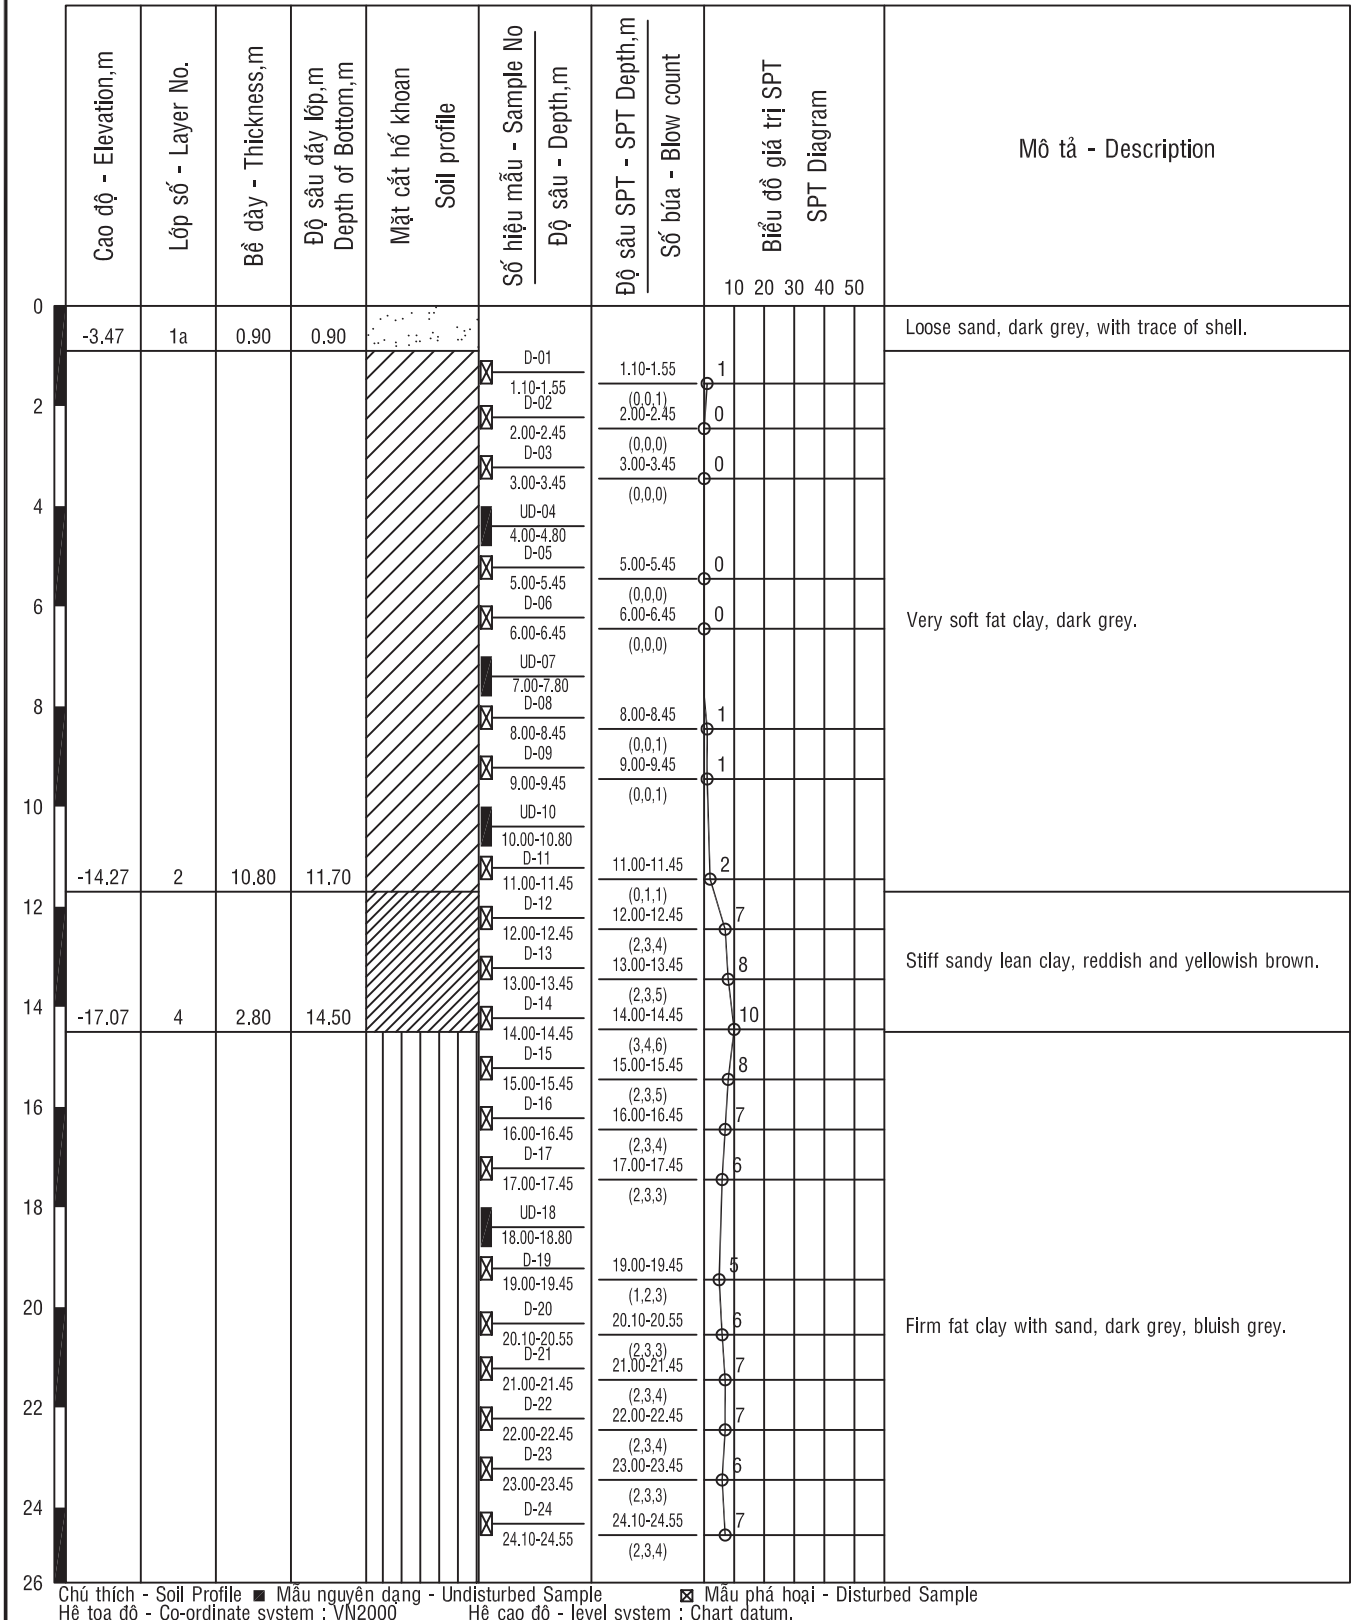 Cao độ - Elevation,m
Lớp số - Layer No.
Bề dày - Thickness,m
Độ sâu đáy lớp,m
Depth of Bottom,m
Mặt cắt hố khoan
Soil profile
Số hiệu mẫu - Sample No
Độ sâu - Depth,m
Độ sâu SPT - SPT Depth,m
Số búa - Blow count
Biểu đồ giá trị SPT
SPT Diagram
10 20 30 40 50
Mô tả - Description
0
-3.47 1a 0.90 0.90
Loose sand, dark grey, with trace of shell.
D-01
1.10-1.55
1.10-1.55
(0,0,1)
1
2
D-02
2.00-2.45
2.00-2.45
(0,0,0)
0
D-03
3.00-3.45
3.00-3.45
(0,0,0)
0
4
UD-04
4.00-4.80
D-05
5.00-5.45
5.00-5.45
(0,0,0)
0
6
D-06
6.00-6.45
6.00-6.45
(0,0,0)
0
Very soft fat clay, dark grey.
UD-07
7.00-7.80
8
D-08
8.00-8.45
8.00-8.45
(0,0,1)
1
D-09
9.00-9.45
9.00-9.45
(0,0,1)
1
10
UD-10
10.00-10.80
D-11
11.00-11.45
11.00-11.45
(0,1,1)
2
-14.27 2 10.80 11.70
12
D-12
12.00-12.45
12.00-12.45
(2,3,4)
7
D-13
13.00-13.45
13.00-13.45
(2,3,5)
8
Stiff sandy lean clay, reddish and yellowish brown.
14
D-14
14.00-14.45
14.00-14.45
(3,4,6)
10
-17.07 4 2.80 14.50
D-15
15.00-15.45
15.00-15.45
(2,3,5)
8
16
D-16
16.00-16.45
16.00-16.45
(2,3,4)
7
D-17
17.00-17.45
17.00-17.45
(2,3,3)
6
18
UD-18
18.00-18.80
D-19
19.00-19.45
19.00-19.45
(1,2,3)
5
20
D-20
20.10-20.55
20.10-20.55
(2,3,3)
6
Firm fat clay with sand, dark grey, bluish grey.
D-21
21.00-21.45
21.00-21.45
(2,3,4)
7
22
D-22
22.00-22.45
22.00-22.45
(2,3,4)
7
D-23
23.00-23.45
23.00-23.45
(2,3,3)
6
24
D-24
24.10-24.55
24.10-24.55
(2,3,4)
7
26
Chú thích - Soil Profile Mẫu nguyên dạng - Undisturbed Sample Mẫu phá hoại - Disturbed Sample
Hệ tọa độ - Co-ordinate system : VN2000 Hệ cao độ - level system : Chart datum.